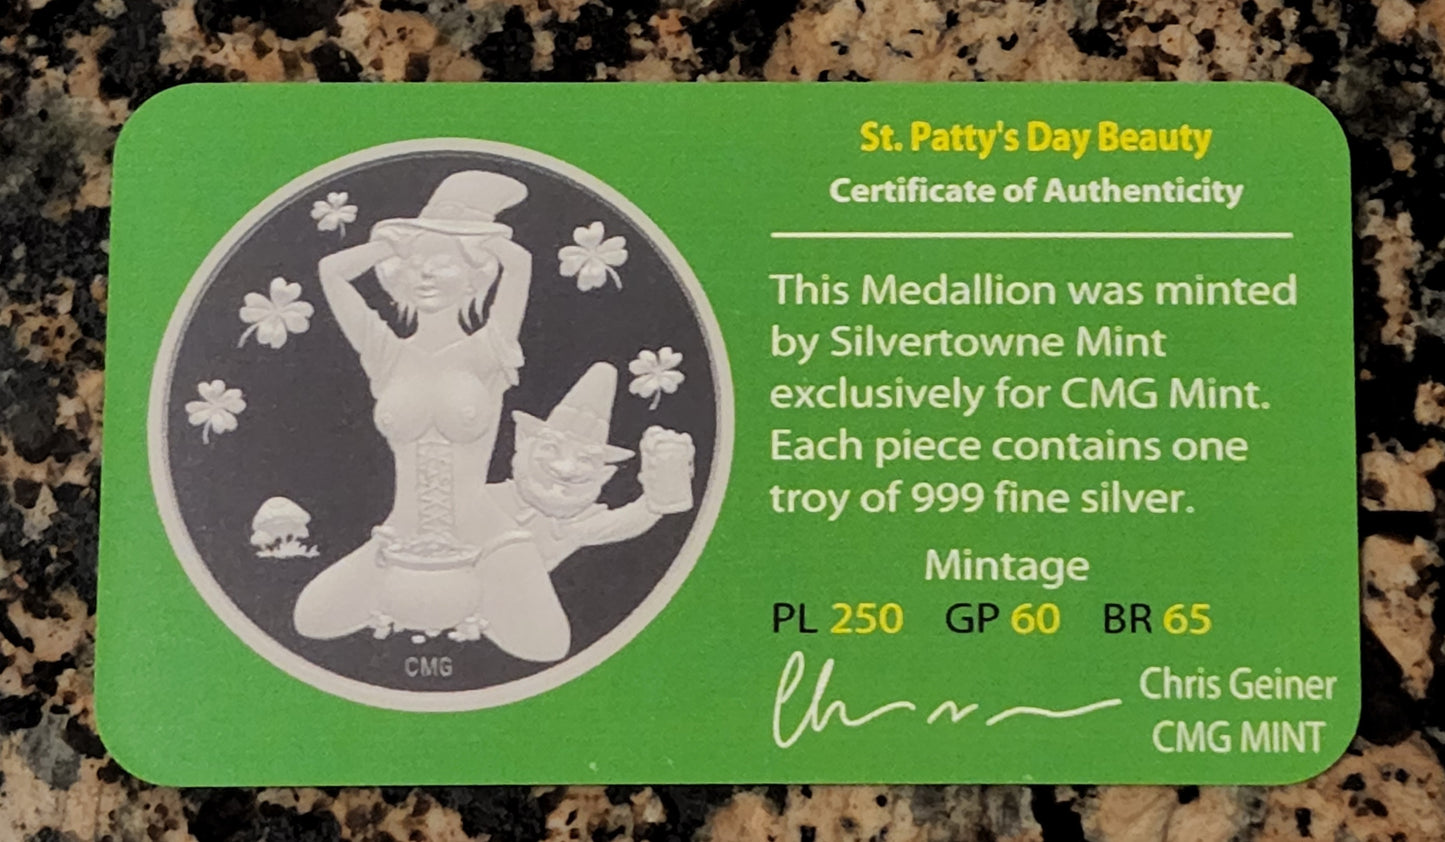 St. Patty's Day Beauty
Certificate of Authenticity
This Medallion was minted
by Silvertowne Mint
exclusively for CMG Mint.
Each piece contains one
troy of 999 fine silver.
Mintage
PL 250 GP 60 BR 65
Chris Geiner
CMG MINT
CMG